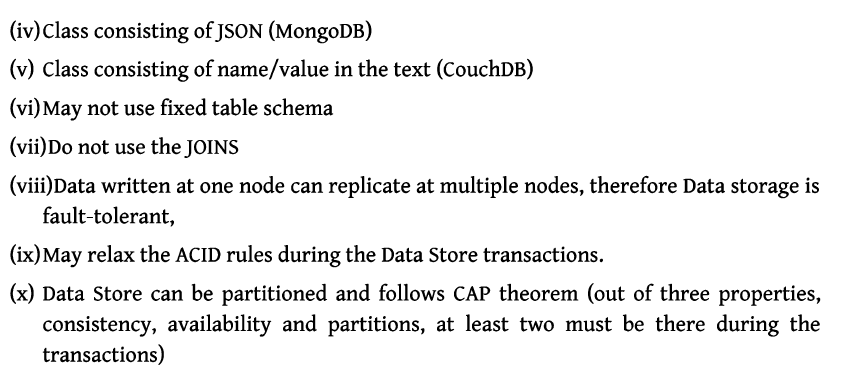 (iv)Class consisting of JSON (MongoDB)
(v) Class consisting of name/value in the text (CouchDB)
(vi)May not use fixed table schema
(vii)Do not use the JOINS
(viii)Data written at one node can replicate at multiple nodes, therefore Data storage is
fault-tolerant,
(ix)May relax the ACID rules during the Data Store transactions.
(x) Data Store can be partitioned and follows CAP theorem (out of three properties,
consistency, availability and partitions, at least two must be there during the
transactions)